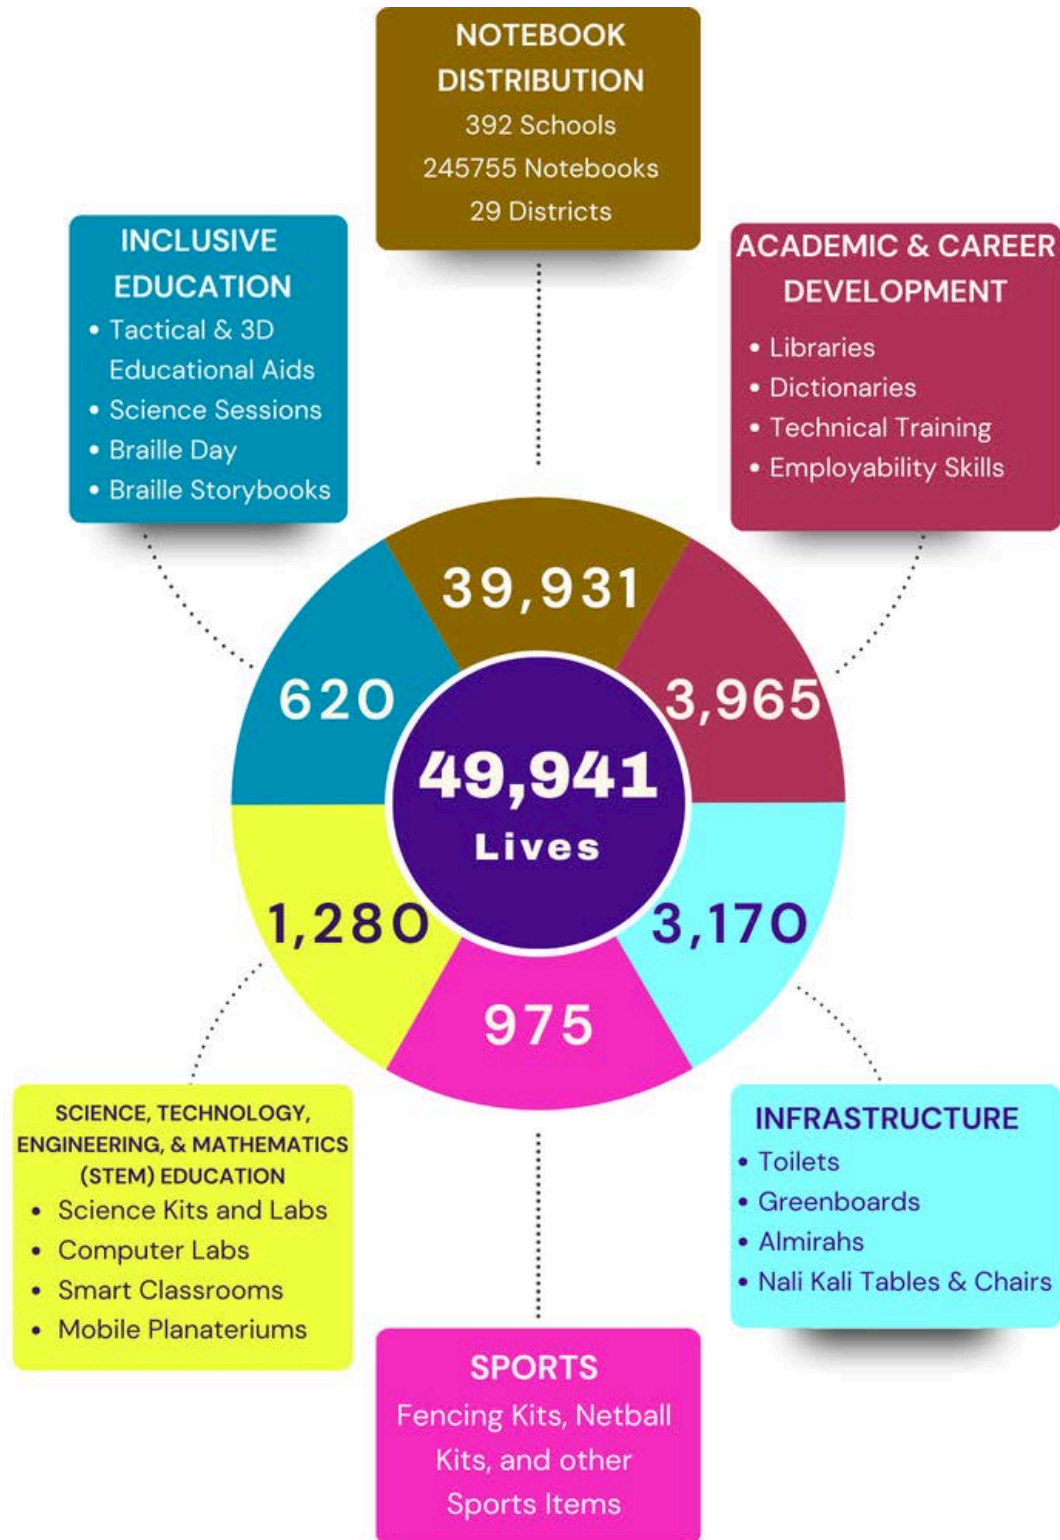 NOTEBOOK
DISTRIBUTION
392 Schools
245755 Notebooks
29 Districts
INCLUSIVE
EDUCATION
• Tactical & 3D
Educational Aids
• Science Sessions
• Braille Day
• Braille Storybooks
ACADEMIC & CAREER
DEVELOPMENT
• Libraries
• Dictionaries
• Technical Training
• Employability Skills
39,931
620
3,965
49,941
Lives
1,280
3,170
975
SCIENCE, TECHNOLOGY,
ENGINEERING, & MATHEMATICS
(STEM) EDUCATION
• Science Kits and Labs
• Computer Labs
• Smart Classrooms
• Mobile Planateriums
INFRASTRUCTURE
• Toilets
• Greenboards
• Almirahs
• Nali Kali Tables & Chairs
SPORTS
Fencing Kits, Netball
Kits, and other
Sports Items